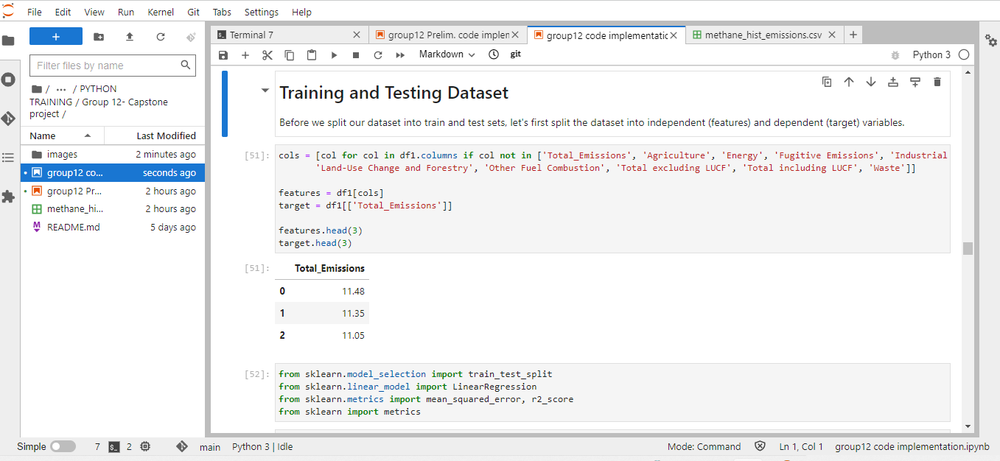 File Edit View Run Kernel Git Tabs Settings Help
Filter files by name
/ ... / PYTHON
TRAINING / Group 12- Capstone
project /
Name Last Modified
images 2 minutes ago
group12 co... seconds ago
group12 Pr... 2 hours ago
methane_hi... 2 hours ago
README.md 5 days ago
Terminal 7
group12 Prelim. code implen
group12 code implementatic
methane_hist_emissions.csv
Markdown
git
Python 3
Training and Testing Dataset
Before we split our dataset into train and test sets, let's first split the dataset into independent (features) and dependent (target) variables.
[51]: cols = [col for col in df1.columns if col not in ['Total_Emissions', 'Agriculture', 'Energy', 'Fugitive Emissions', 'Industrial
'Land-Use Change and Forestry', 'Other Fuel Combustion', 'Total excluding LUCF', 'Total including LUCF', 'Waste']]
features = df1[cols]
target = df1[['Total_Emissions']]
features.head(3)
target.head(3)
[51]: Total_Emissions
0 11.48
1 11.35
2 11.05
[52]: from sklearn.model_selection import train_test_split
from sklearn.linear_model import LinearRegression
from sklearn.metrics import mean_squared_error, r2_score
from sklearn import metrics
Simple 7 $_ 2 main Python 3 | Idle Mode: Command Ln 1, Col 1 group12 code implementation.ipynb